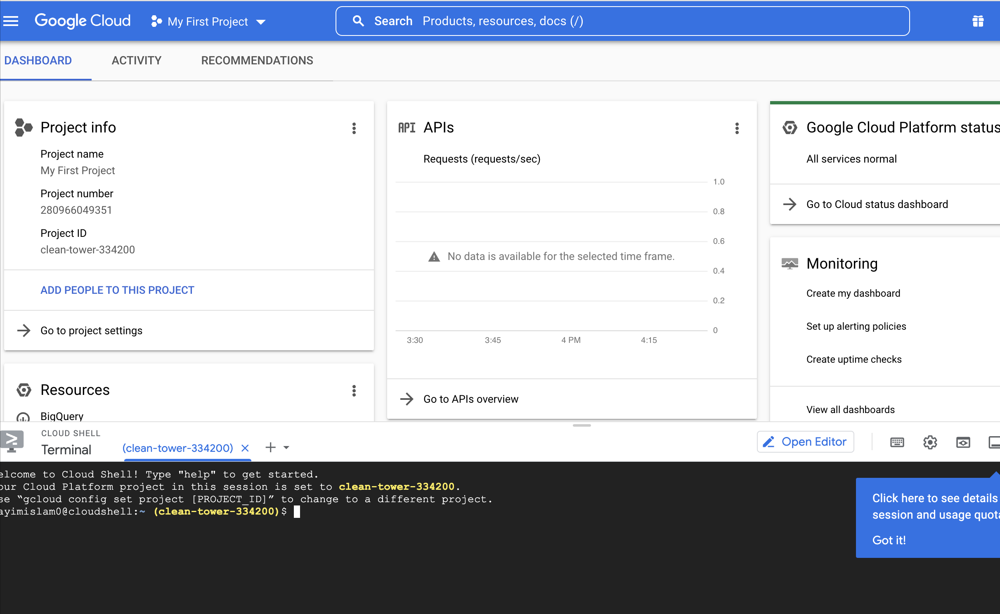 Google Cloud
My First Project
Search Products, resources, docs (/)
DASHBOARD
ACTIVITY
RECOMMENDATIONS
Project info
Project name
My First Project
Project number
280966049351
Project ID
clean-tower-334200
ADD PEOPLE TO THIS PROJECT
Go to project settings
Resources
BigQuery
API APIs
Requests (requests/sec)
1.0
0.8
0.6
No data is available for the selected time frame.
0.4
0.2
0
3:30 3:45 4 PM 4:15
Go to APIs overview
Google Cloud Platform status
All services normal
Go to Cloud status dashboard
Monitoring
Create my dashboard
Set up alerting policies
Create uptime checks
View all dashboards
CLOUD SHELL
Terminal
(clean-tower-334200)
Open Editor
elcome to Cloud Shell! Type "help" to get started.
our Cloud Platform project in this session is set to clean-tower-334200.
se “gcloud config set project [PROJECT_ID]” to change to a different project.
ayimislam0@cloudshell:~ (clean-tower-334200)$
Click here to see details
session and usage quota
Got it!